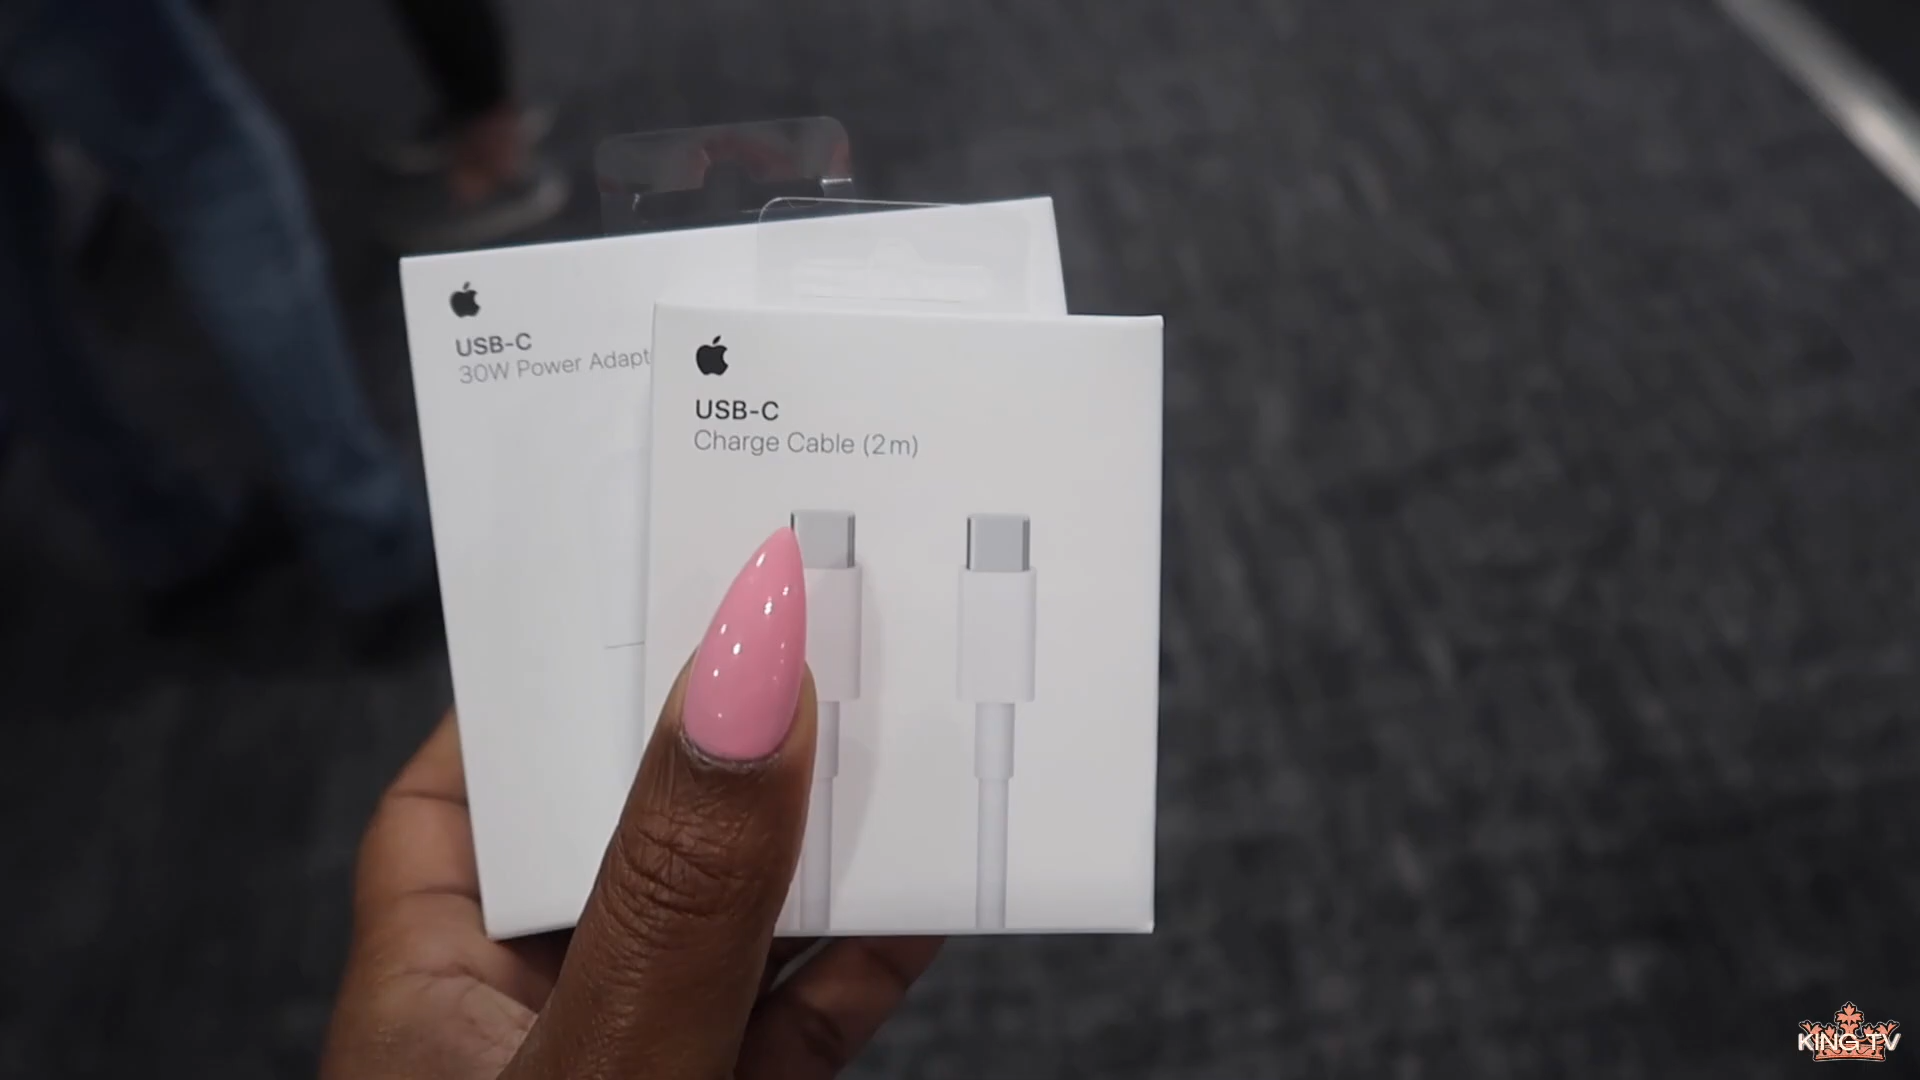 USB-C
30W Power Adapt
USB-C
Charge Cable (2 m)
KING TV